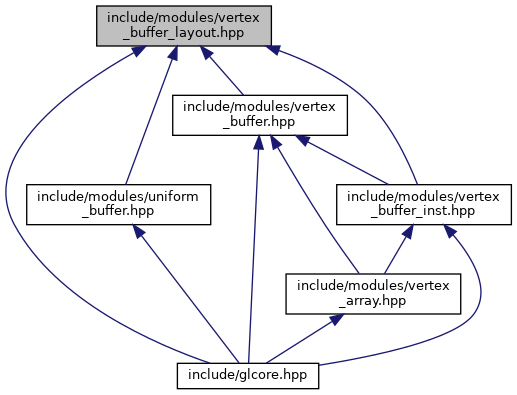 include/modules/vertex
_buffer_layout.hpp
include/modules/vertex
_buffer.hpp
include/modules/uniform
_buffer.hpp
include/modules/vertex
_buffer_inst.hpp
include/modules/vertex
_array.hpp
include/glcore.hpp